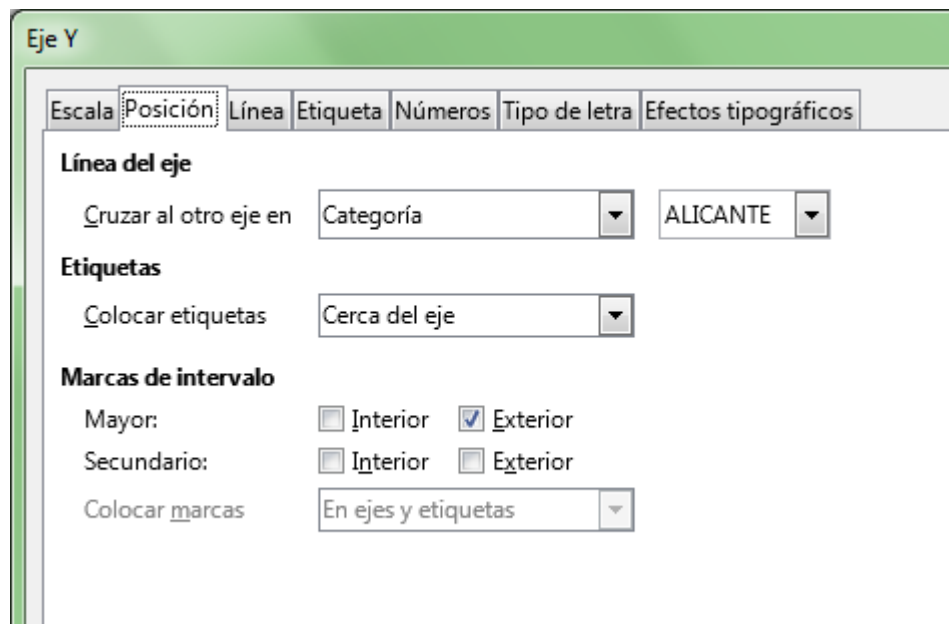 Eje Y
Escala Posición Línea Etiqueta Números Tipo de letra Efectos tipográficos
Línea del eje
Cruzar al otro eje en Categoría ALICANTE
Etiquetas
Colocar etiquetas Cerca del eje
Marcas de intervalo
Mayor: Interior Exterior
Secundario: Interior Exterior
Colocar marcas En ejes y etiquetas